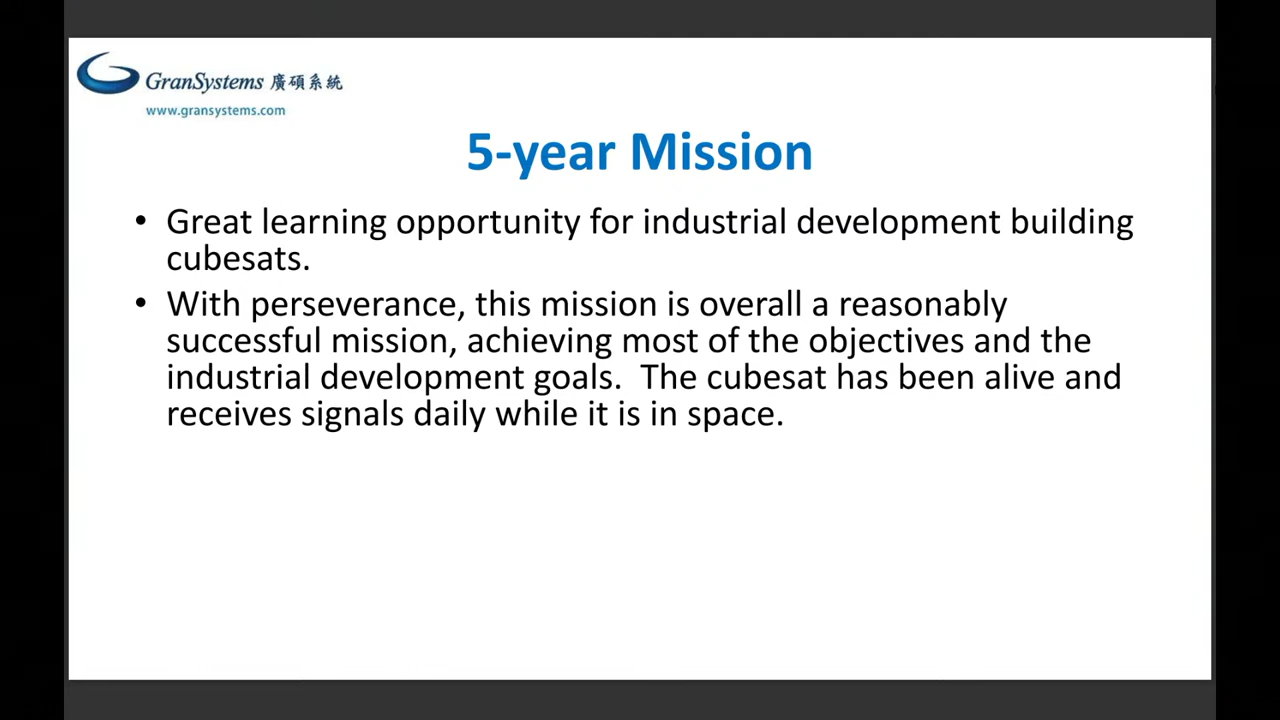 GranSystems 廣碩系統
www.gransystems.com
5-year Mission
• Great learning opportunity for industrial development building
cubesats.
• With perseverance, this mission is overall a reasonably
successful mission, achieving most of the objectives and the
industrial development goals.  The cubesat has been alive and
receives signals daily while it is in space.